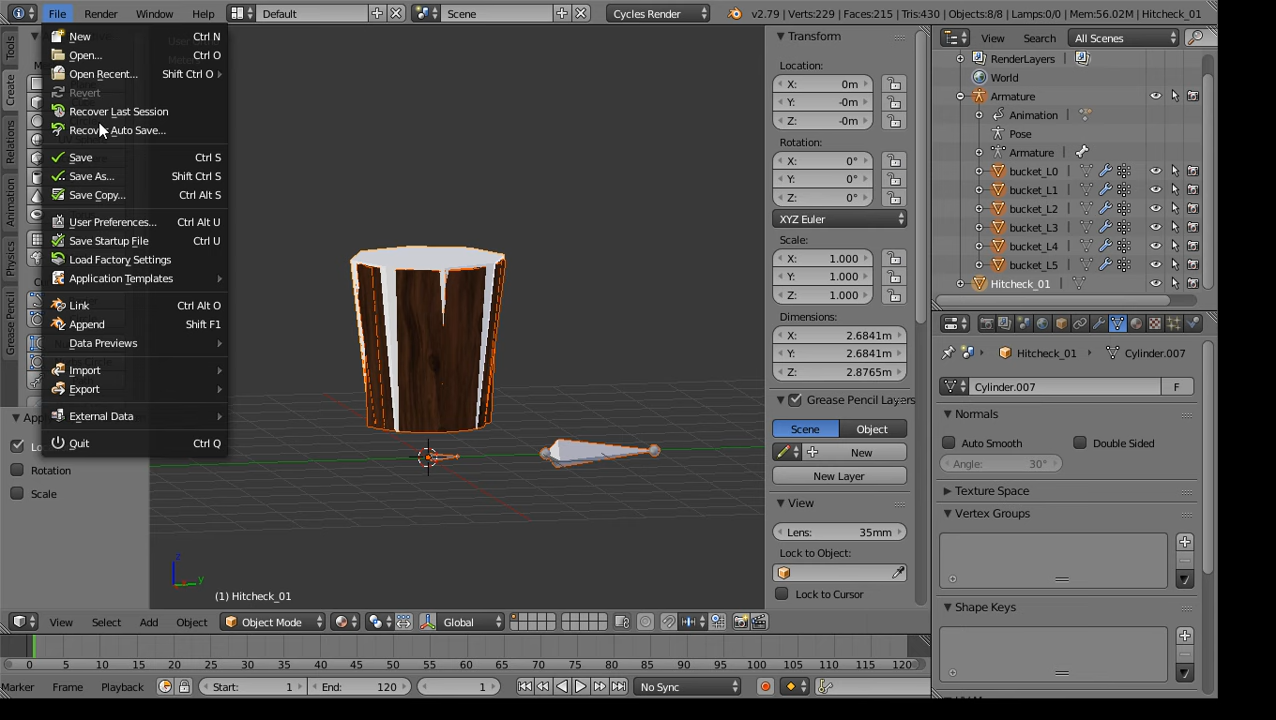 File Render Window Help Default Scene Cycles Render v2.79 | Verts:229 | Faces:215 | Tris:430 | Objects:8/8 | Lamps:0/0 | Mem:56.02M | Hitcheck_01
New Ctrl N
Open... Ctrl O
Open Recent... Shift Ctrl O
Revert
Recover Last Session
Recover Auto Save...
Save Ctrl S
Save As... Shift Ctrl S
Save Copy... Ctrl Alt S
User Preferences... Ctrl Alt U
Save Startup File Ctrl U
Load Factory Settings
Application Templates
Link Ctrl Alt O
Append Shift F1
Data Previews
Import
Export
External Data
Quit Ctrl Q
Tools
Create
Relations
Animation
Physics
Grease Pencil
Rotation
Scale
z
y
(1) Hitcheck_01
View Select Add Object Object Mode Global
Transform
Location:
X: 0m
Y: -0m
Z: -0m
Rotation:
X: 0°
Y: 0°
Z: 0°
XYZ Euler
Scale:
X: 1.000
Y: 1.000
Z: 1.000
Dimensions:
X: 2.6841m
Y: 2.6841m
Z: 2.8765m
Grease Pencil Layers
Scene Object
New
New Layer
View
Lens: 35mm
Lock to Object:
Lock to Cursor
View Search All Scenes
RenderLayers
World
Armature
Animation
Pose
Armature
bucket_L0
bucket_L1
bucket_L2
bucket_L3
bucket_L4
bucket_L5
Hitcheck_01
Hitcheck_01 Cylinder.007
Cylinder.007 F
Normals
Auto Smooth Double Sided
Angle: 30°
Texture Space
Vertex Groups
Shape Keys
0 5 10 15 20 25 30 35 40 45 50 55 60 65 70 75 80 85 90 95 100 105 110 115 120
Marker Frame Playback Start: 1 End: 120 1 No Sync